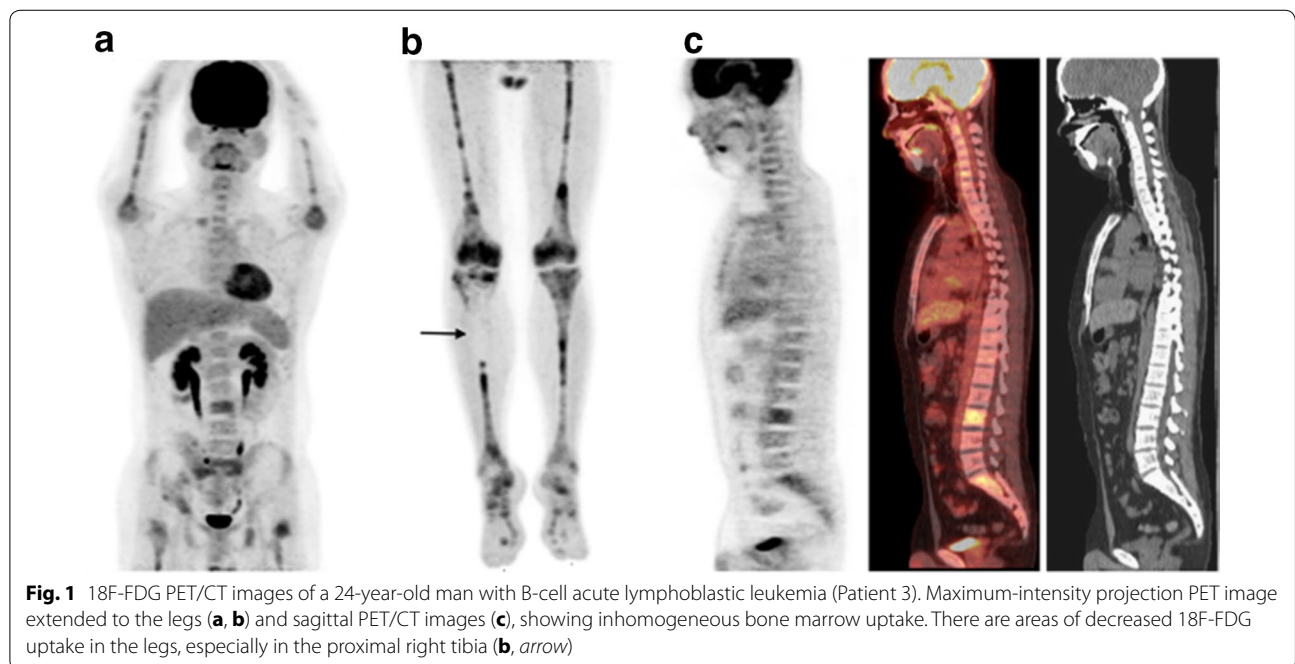 a
b
c
Fig. 1 18F-FDG PET/CT images of a 24-year-old man with B-cell acute lymphoblastic leukemia (Patient 3). Maximum-intensity projection PET image
extended to the legs (a, b) and sagittal PET/CT images (c), showing inhomogeneous bone marrow uptake. There are areas of decreased 18F-FDG
uptake in the legs, especially in the proximal right tibia (b, arrow)